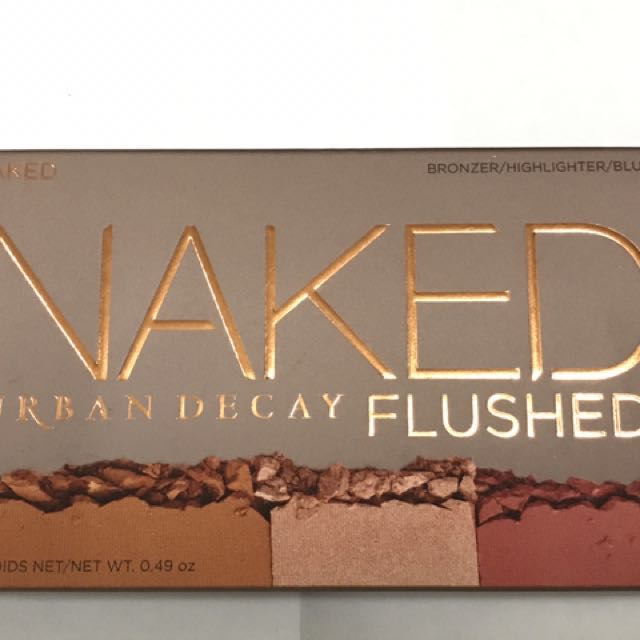 AKED
BRONZER/HIGHLIGHTER/BLU
NAKED
URBAN DECAY FLUSHED
OIDS NET/NET WT. 0.49 oz